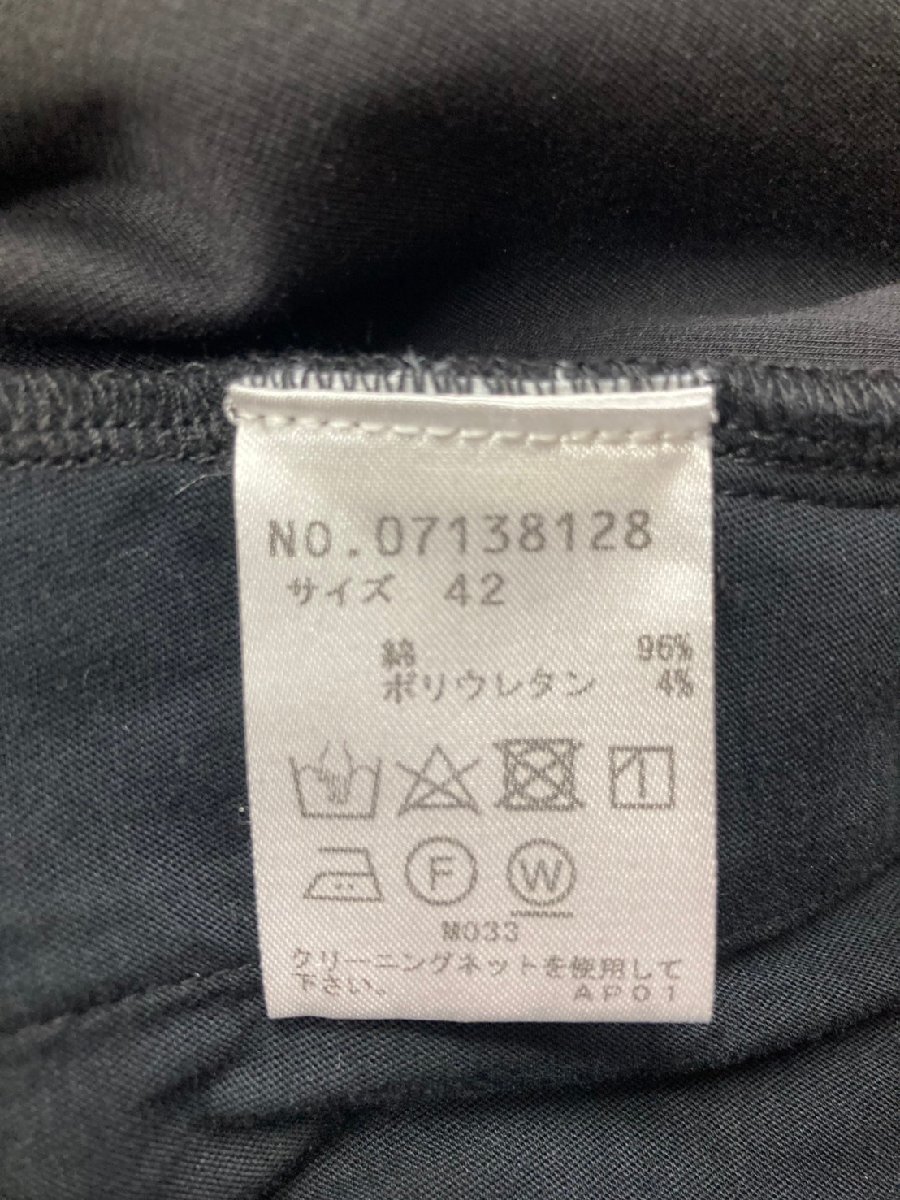 NO.07138128
サイズ 42
綿 96%
ポリウレタン 4%
F W
M033
クリーニングネットを使用して
下さい。 AP01